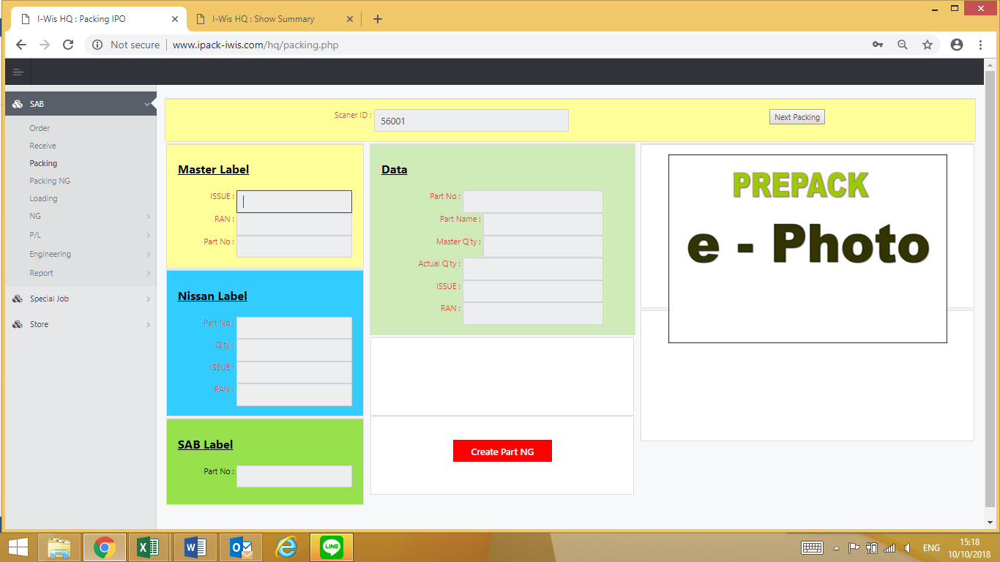 I-Wis HQ : Packing IPO
I-Wis HQ : Show Summary
Not secure
www.ipack-iwis.com/hq/packing.php
SAB
Order
Receive
Packing
Packing NG
Loading
NG
P/L
Engineering
Report
Special Job
Store
Scaner ID :
56001
Next Packing
Master Label
ISSUE :
RAN :
Part No :
Nissan Label
Part No :
Q'ty :
ISSUE :
RAN :
SAB Label
Part No :
Data
Part No :
Part Name :
Master Q'ty :
Actual Q'ty :
ISSUE :
RAN :
Create Part NG
PREPACK
e - Photo
LINE
ENG
15:18
10/10/2018